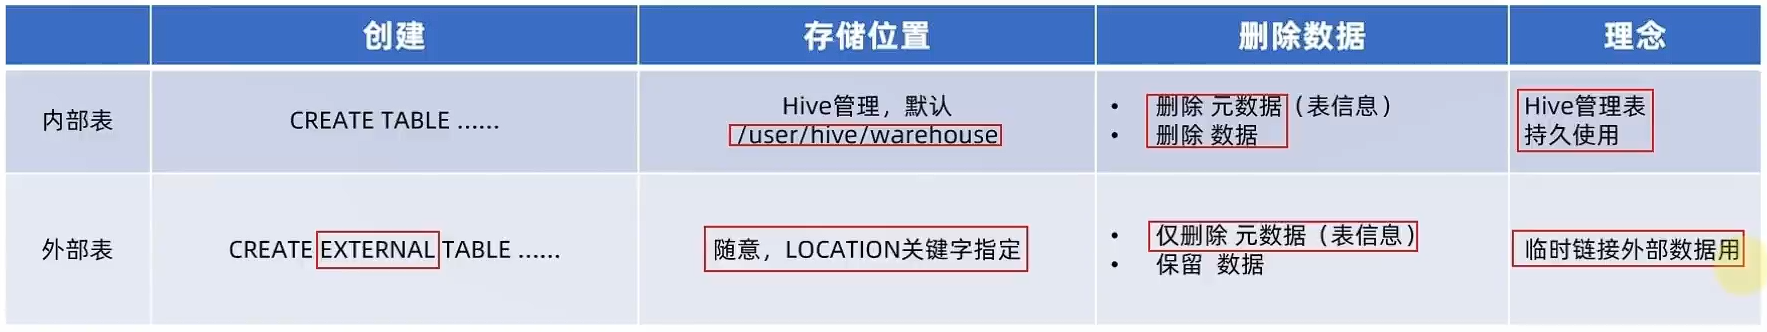 创建 存储位置 删除数据 理念
内部表
CREATE TABLE ......
Hive管理，默认
/user/hive/warehouse
• 删除 元数据（表信息）
• 删除 数据
Hive管理表
持久使用
外部表
CREATE EXTERNAL TABLE ......
随意，LOCATION关键字指定
• 仅删除 元数据（表信息）
• 保留 数据
临时链接外部数据用